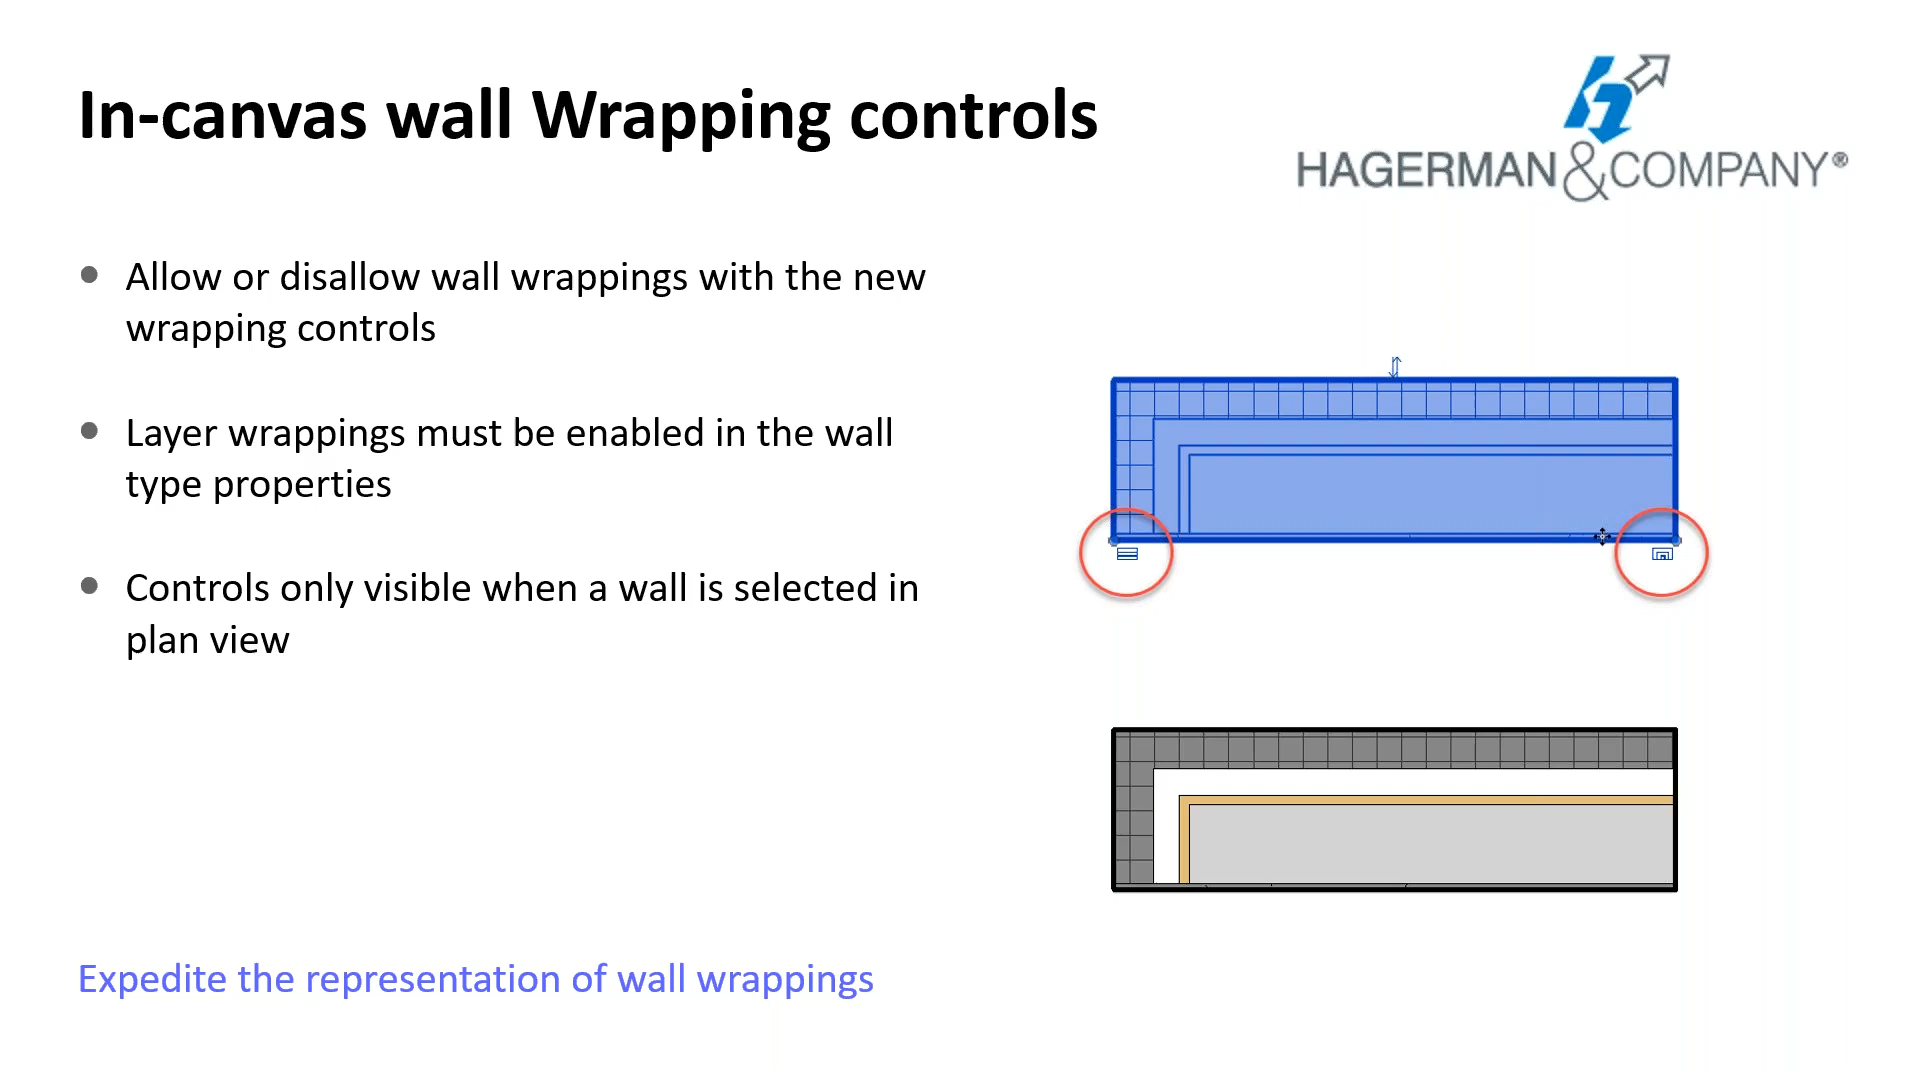 In-canvas wall Wrapping controls
HAGERMAN&COMPANY®
Allow or disallow wall wrappings with the new
wrapping controls
Layer wrappings must be enabled in the wall
type properties
Controls only visible when a wall is selected in
plan view
Expedite the representation of wall wrappings